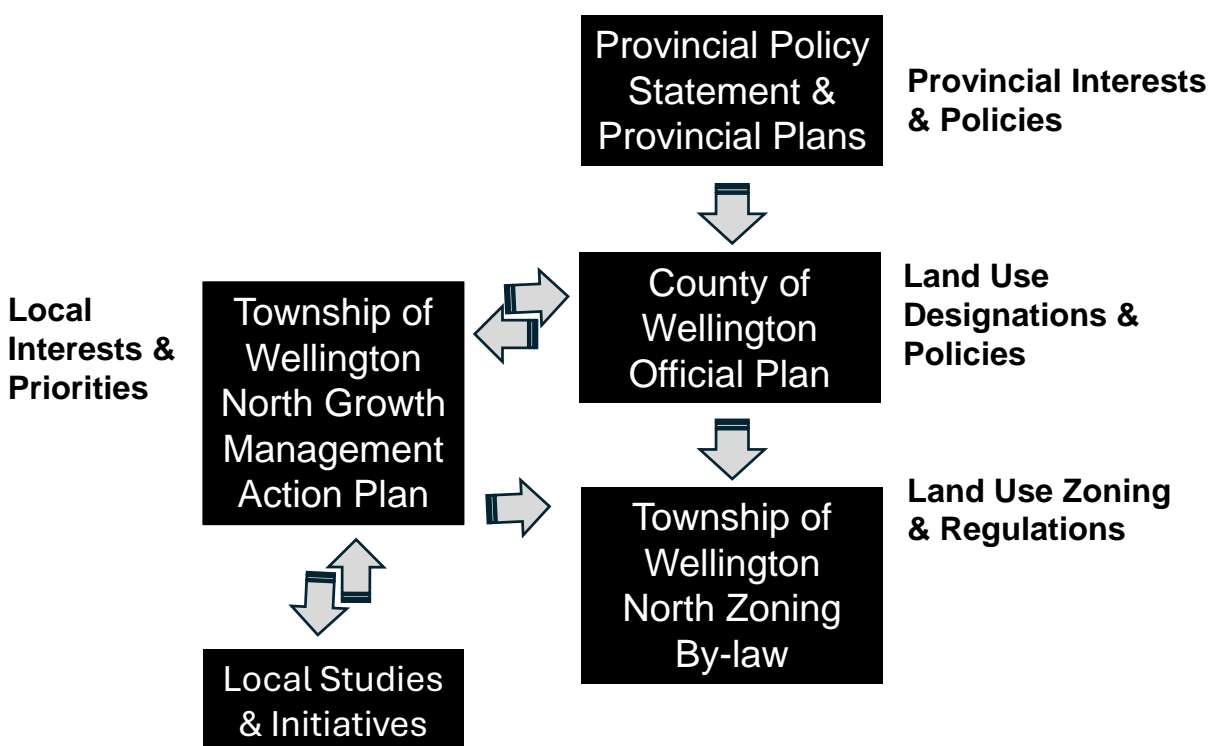 Provincial Policy
Statement &
Provincial Plans
Provincial Interests
& Policies
County of
Wellington
Official Plan
Land Use
Designations &
Policies
Local
Interests &
Priorities
Township of
Wellington
North Growth
Management
Action Plan
Township of
Wellington
North Zoning
By-law
Land Use Zoning
& Regulations
Local Studies
& Initiatives